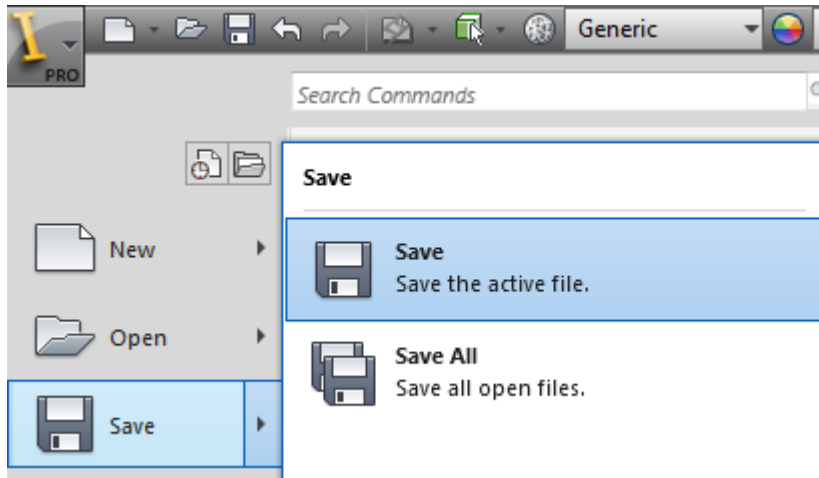 Generic
PRO
Search Commands
Save
New
Save
Save the active file.
Open
Save All
Save all open files.
Save